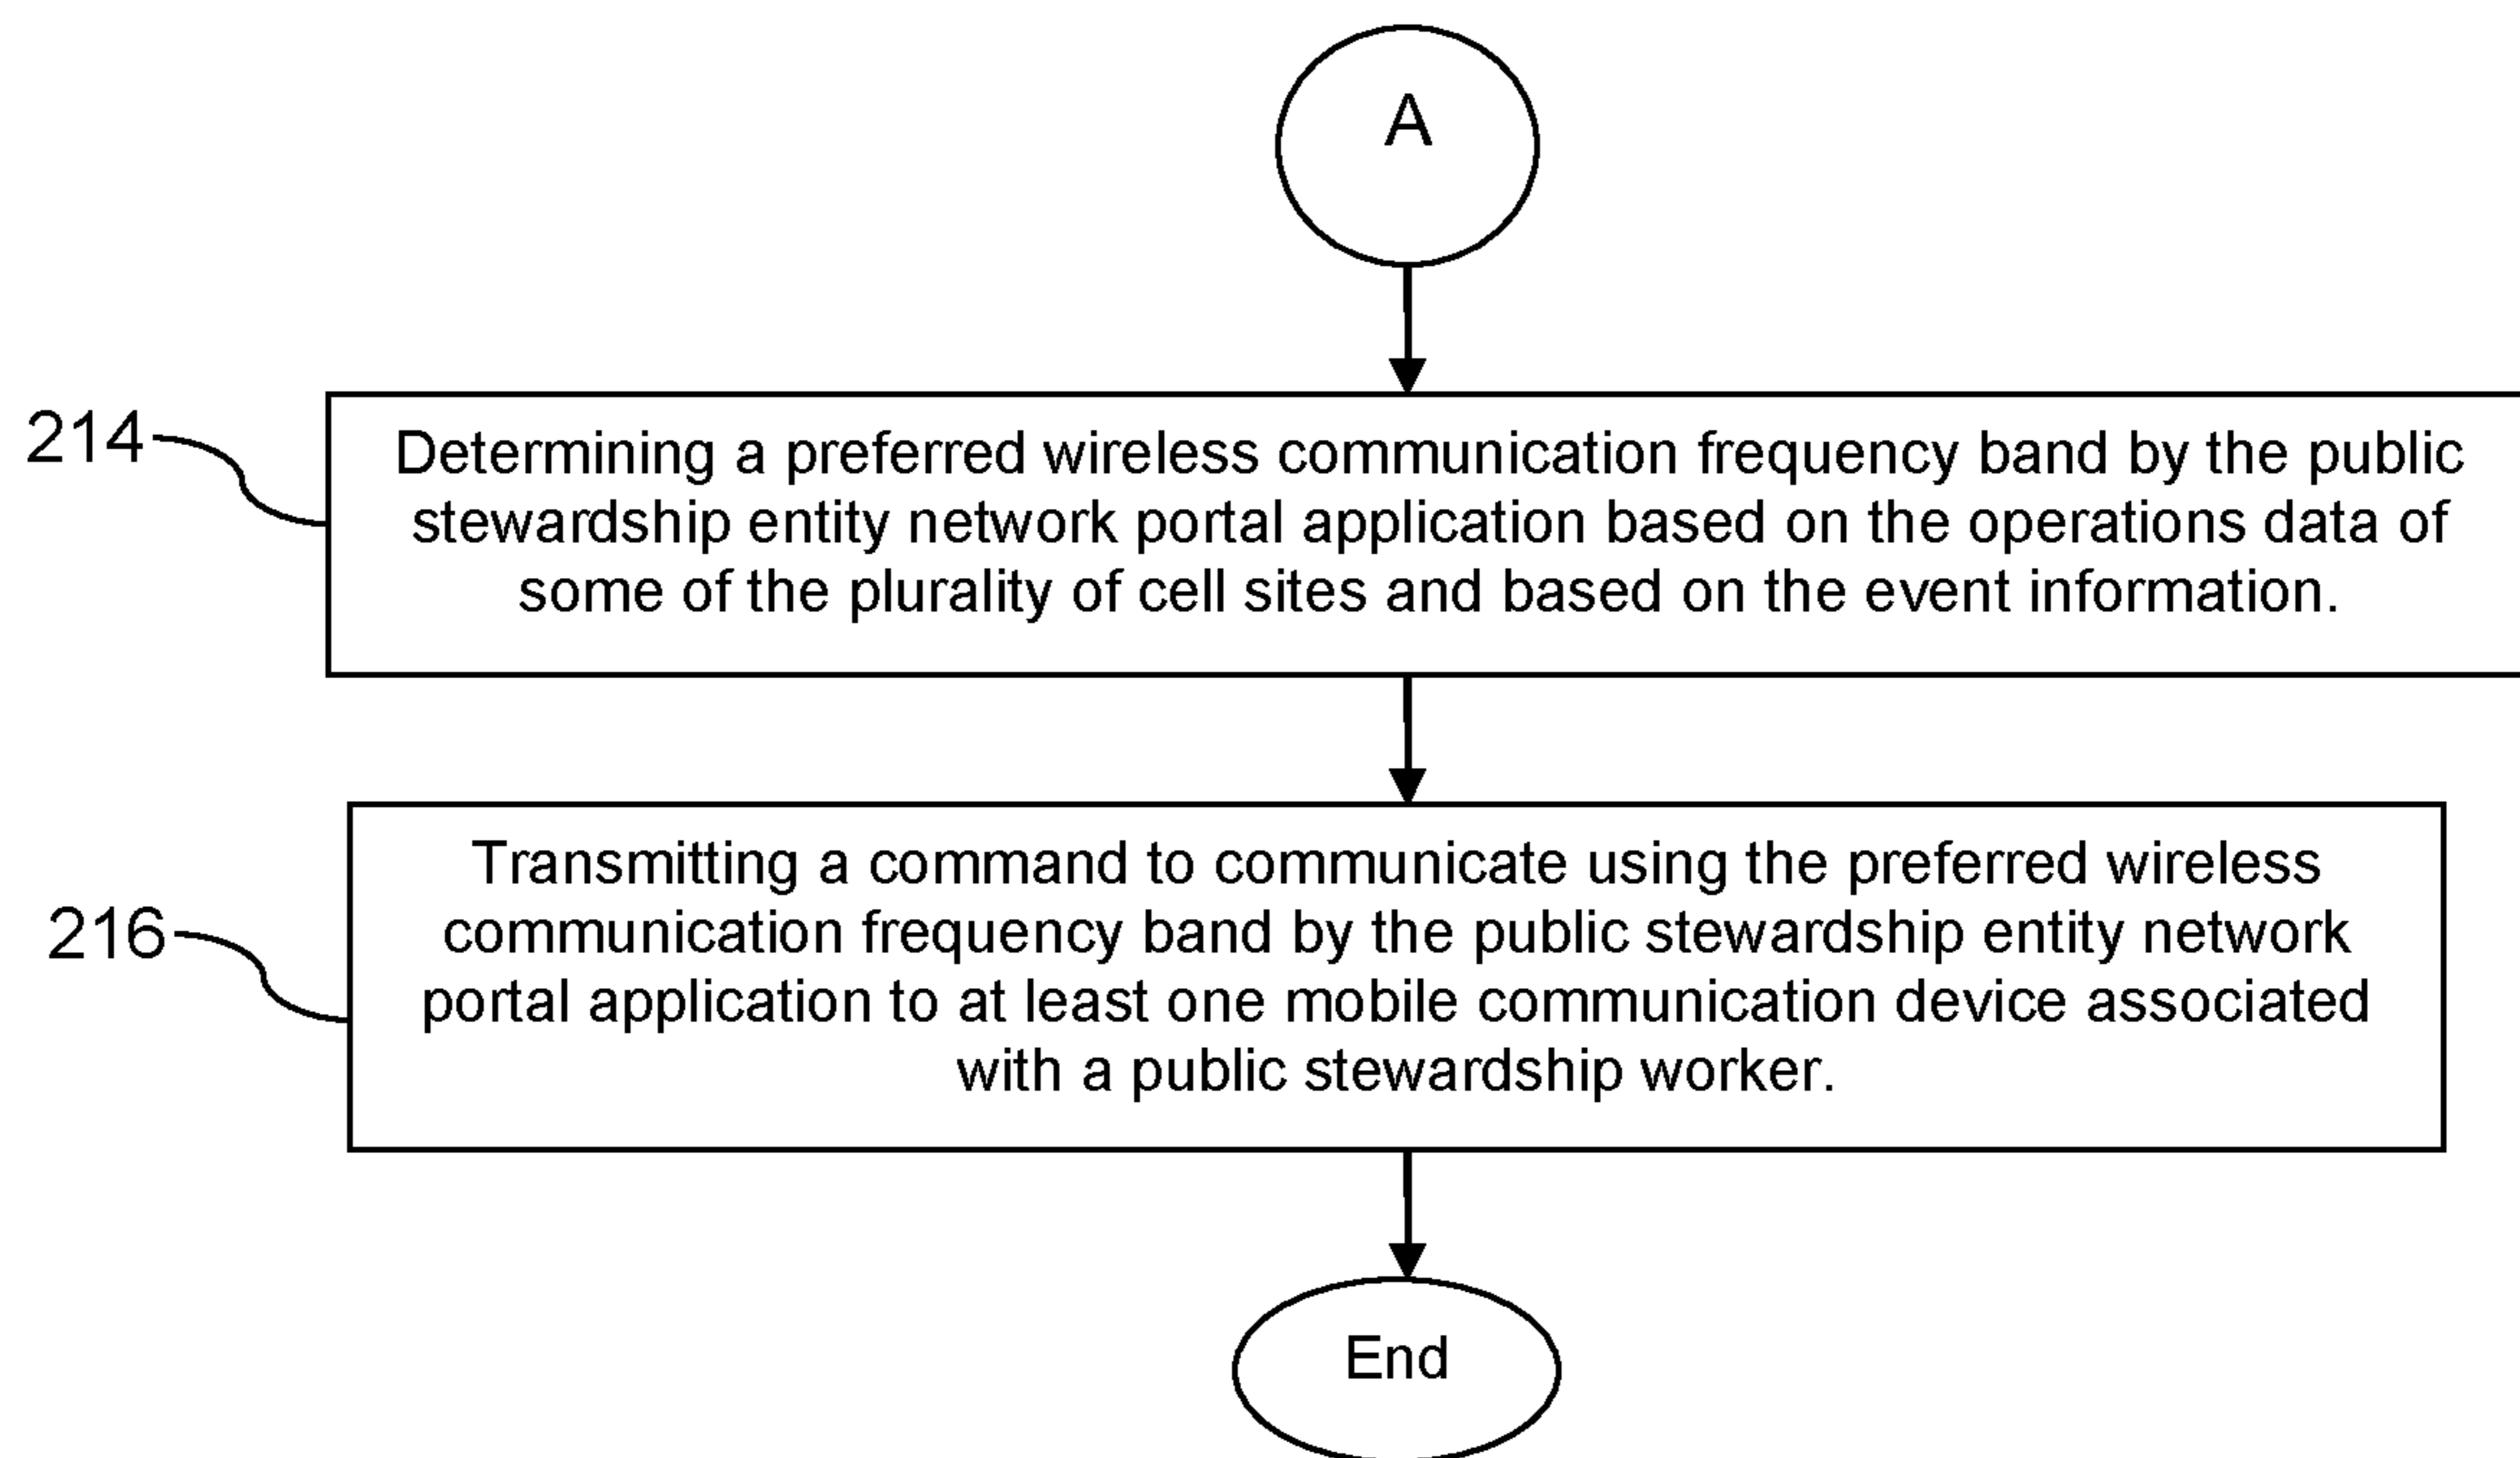 A
214
Determining a preferred wireless communication frequency band by the public
stewardship entity network portal application based on the operations data of
some of the plurality of cell sites and based on the event information.
216
Transmitting a command to communicate using the preferred wireless
communication frequency band by the public stewardship entity network
portal application to at least one mobile communication device associated
with a public stewardship worker.
End